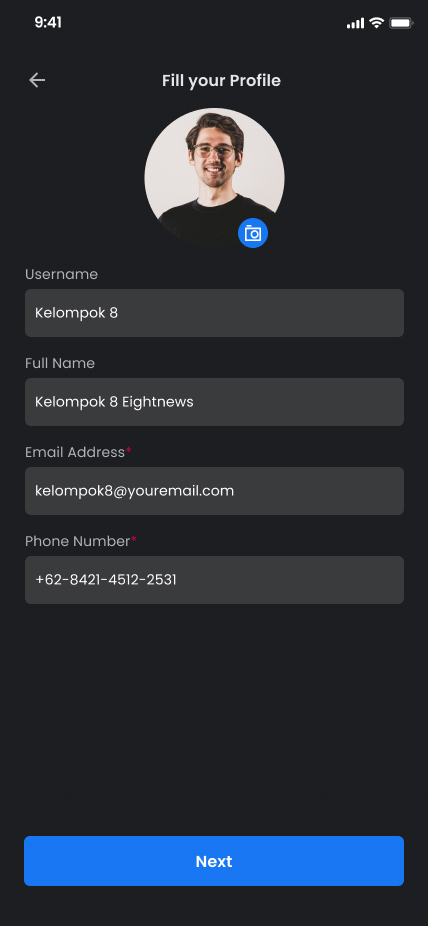 9:41
Fill your Profile
Username
Kelompok 8
Full Name
Kelompok 8 Eightnews
Email Address*
kelompok8@youremail.com
Phone Number*
+62-8421-4512-2531
Next